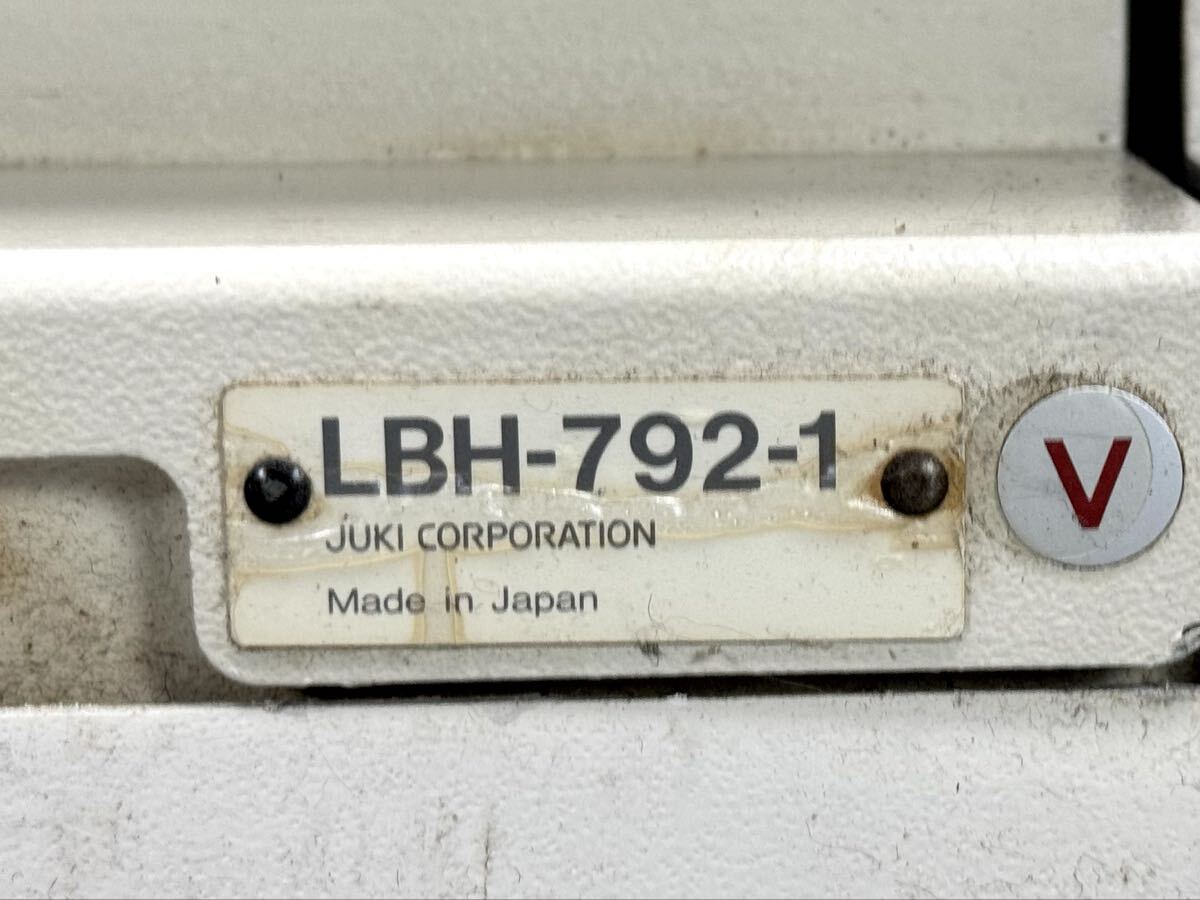 LBH-792-1
JUKI CORPORATION
Made in Japan
V